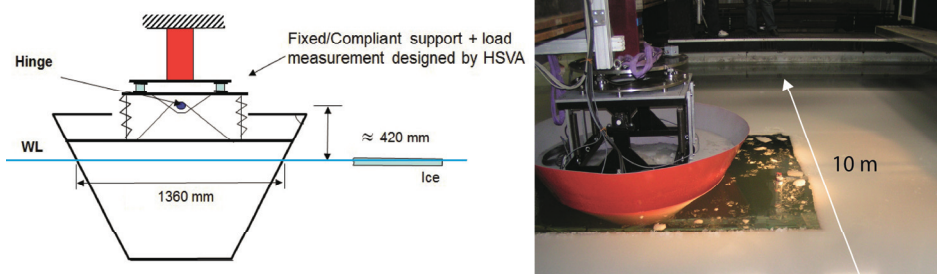 Hinge
Fixed/Compliant support + load
measurement designed by HSVA
WL
≈ 420 mm
Ice
1360 mm
10 m